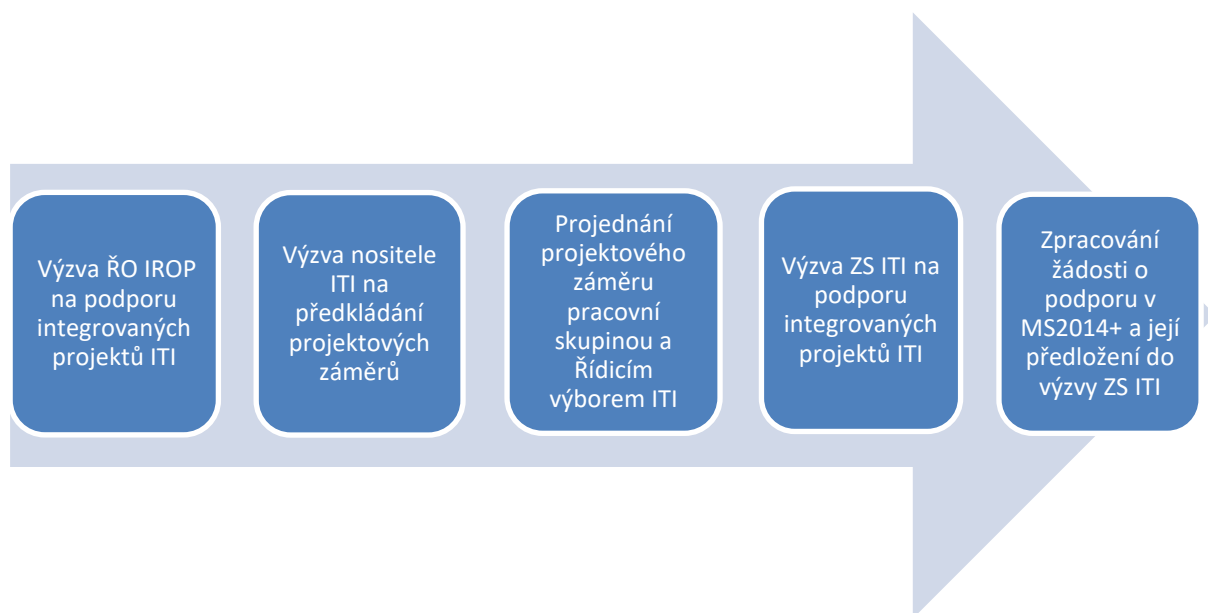 Výzva ŘO IROP
na podporu
integrovaných
projektů ITI
Výzva nositele
ITI na
předkládání
projektových
záměrů
Projednání
projektového
záměru
pracovní
skupinou a
Řídicím
výborem ITI
Výzva ZS ITI na
podporu
integrovaných
projektů ITI
Zpracování
žádosti o
podporu v
MS2014+ a její
předložení do
výzvy ZS ITI